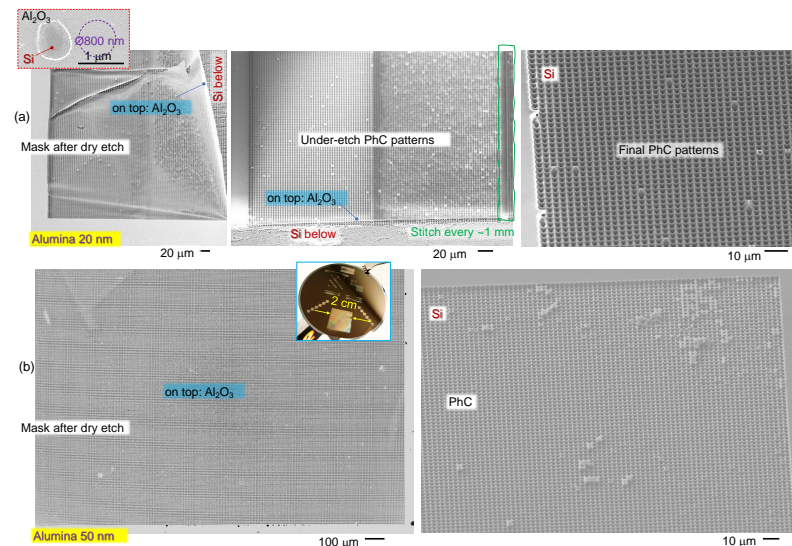 Al₂O₃
Ø800 nm
Si
1 μm
(a)
on top: Al₂O₃
Si below
Mask after dry etch
Alumina 20 nm
20 μm
Under-etch PhC patterns
on top: Al₂O₃
Si below
Stitch every ~1 mm
20 μm
Si
Final PhC patterns
10 μm
(b)
2 cm
on top: Al₂O₃
Mask after dry etch
Alumina 50 nm
100 μm
Si
PhC
10 μm